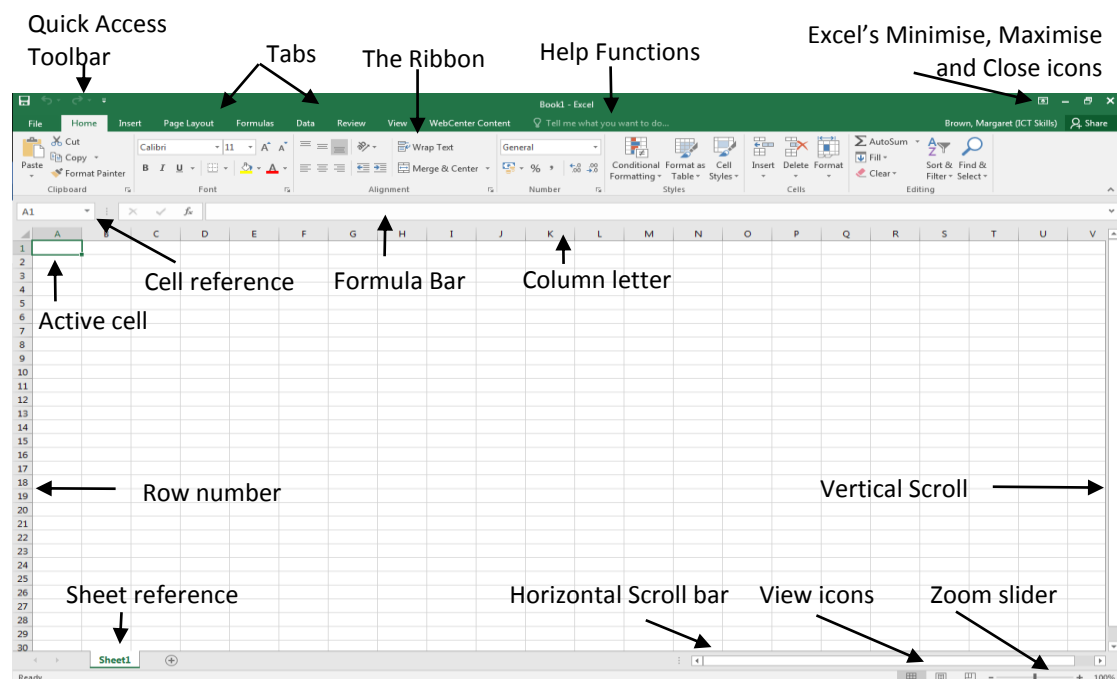 Quick Access
Toolbar
Tabs
The Ribbon
Help Functions
Excel’s Minimise, Maximise
and Close icons
Book1 - Excel
File Home Insert Page Layout Formulas Data Review View WebCenter Content Tell me what you want to do... Brown, Margaret (ICT Skills) Share
Paste
Cut
Copy
Format Painter
Clipboard
Calibri 11 A A
B I U A
Font
Wrap Text
Merge & Center
Alignment
General
% , .00 .00
Number
Conditional Formatting
Format as Table
Cell Styles
Styles
Insert Delete Format
Cells
AutoSum
Fill
Clear
Sort & Filter
Find & Select
Editing
A1 fx
A B C D E F G H I J K L M N O P Q R S T U V
1
2
3
4
5
6
7
8
9
10
11
12
13
14
15
16
17
18
19
20
21
22
23
24
25
26
27
28
29
30
Cell reference
Formula Bar
Column letter
Active cell
Row number
Vertical Scroll
Sheet reference
Horizontal Scroll bar
View icons
Zoom slider
Sheet1
Ready
100%